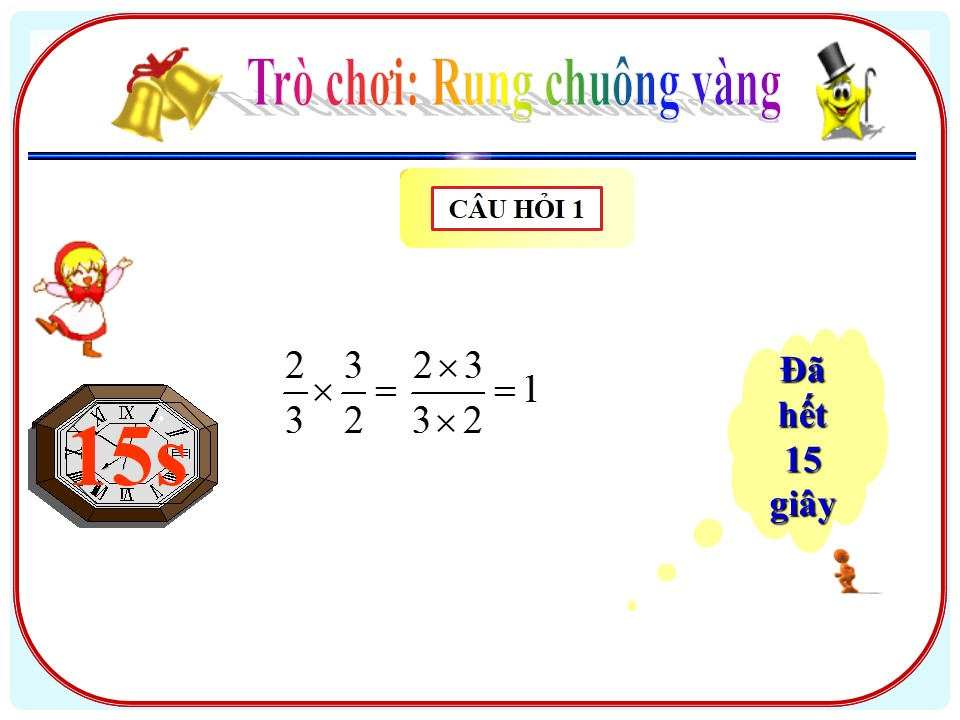 Trò chơi: Rung chuông vàng
CÂU HỎI 1
2/3 × 3/2 = (2 × 3)/(3 × 2) = 1
15s
Đã
hết
15
giây